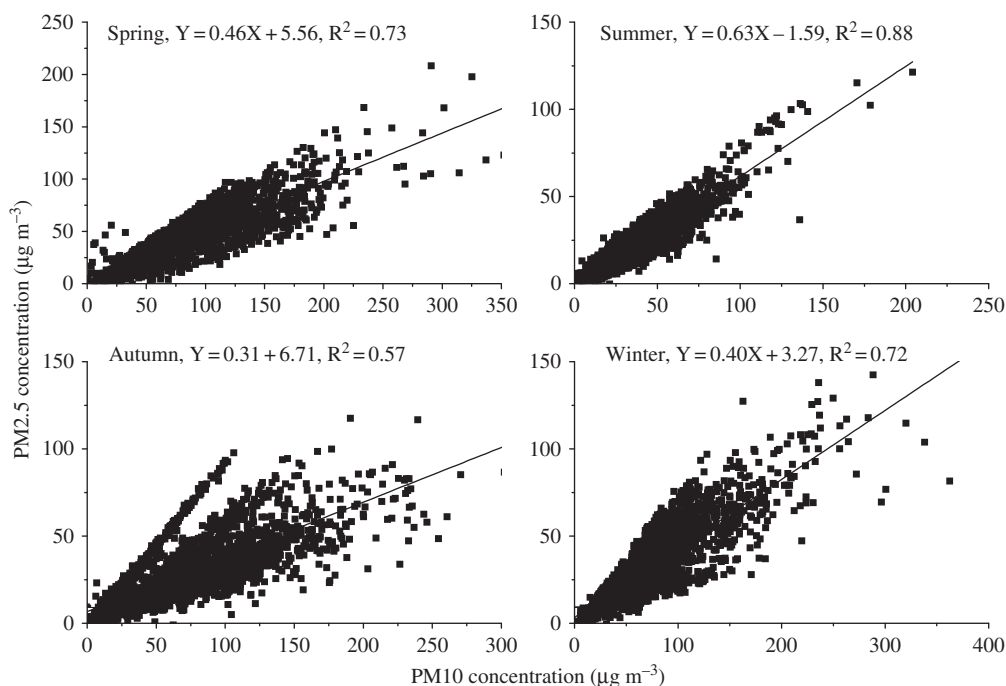 Spring, Y = 0.46X + 5.56, R² = 0.73
250
200
150
100
50
0
0 50 100 150 200 250 300 350
Summer, Y = 0.63X − 1.59, R² = 0.88
150
100
50
0
0 50 100 150 200 250
Autumn, Y = 0.31 + 6.71, R² = 0.57
150
100
50
0
0 50 100 150 200 250 300
Winter, Y = 0.40X + 3.27, R² = 0.72
150
100
50
0
0 100 200 300 400
PM2.5 concentration (μg m⁻³)
PM10 concentration (μg m⁻³)